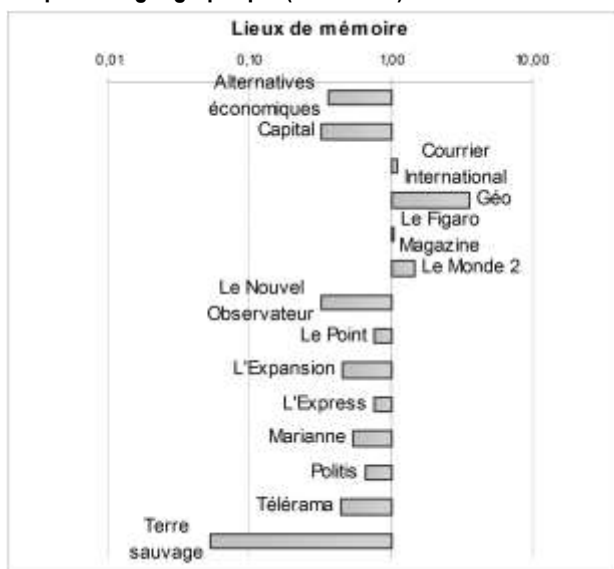 Lieux de mémoire
0,01 0,10 1,00 10,00
Alternatives
économiques
Capital
Courrier
International
Géo
Le Figaro
Magazine
Le Monde 2
Le Nouvel
Observateur
Le Point
L'Expansion
L'Express
Marianne
Politis
Télérama
Terre
sauvage